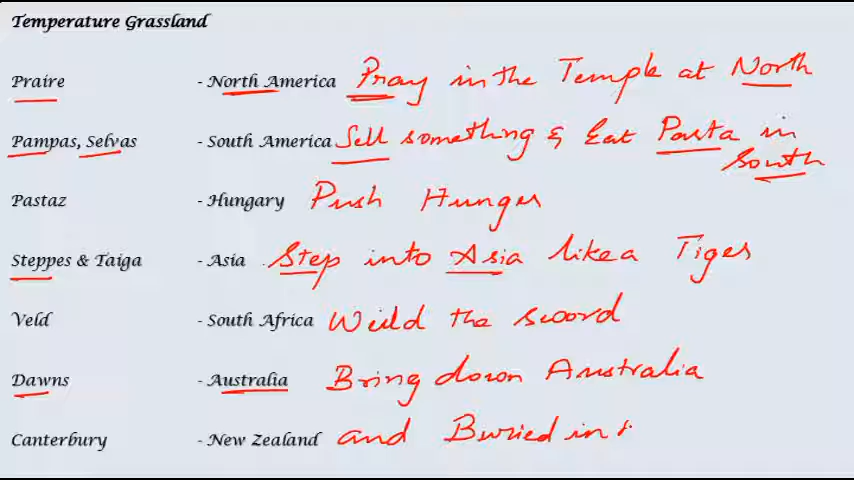 Temperature Grassland
Praire - North America Pray in the Temple at North
Pampas, Selvas - South America Sell something & Eat Pasta in
South
Pastaz - Hungary Push Hunger
Steppes & Taiga - Asia Step into Asia like a Tiger
Veld - South Africa Weild the sword
Dawns - Australia Bring down Australia
Canterbury - New Zealand and Buried in